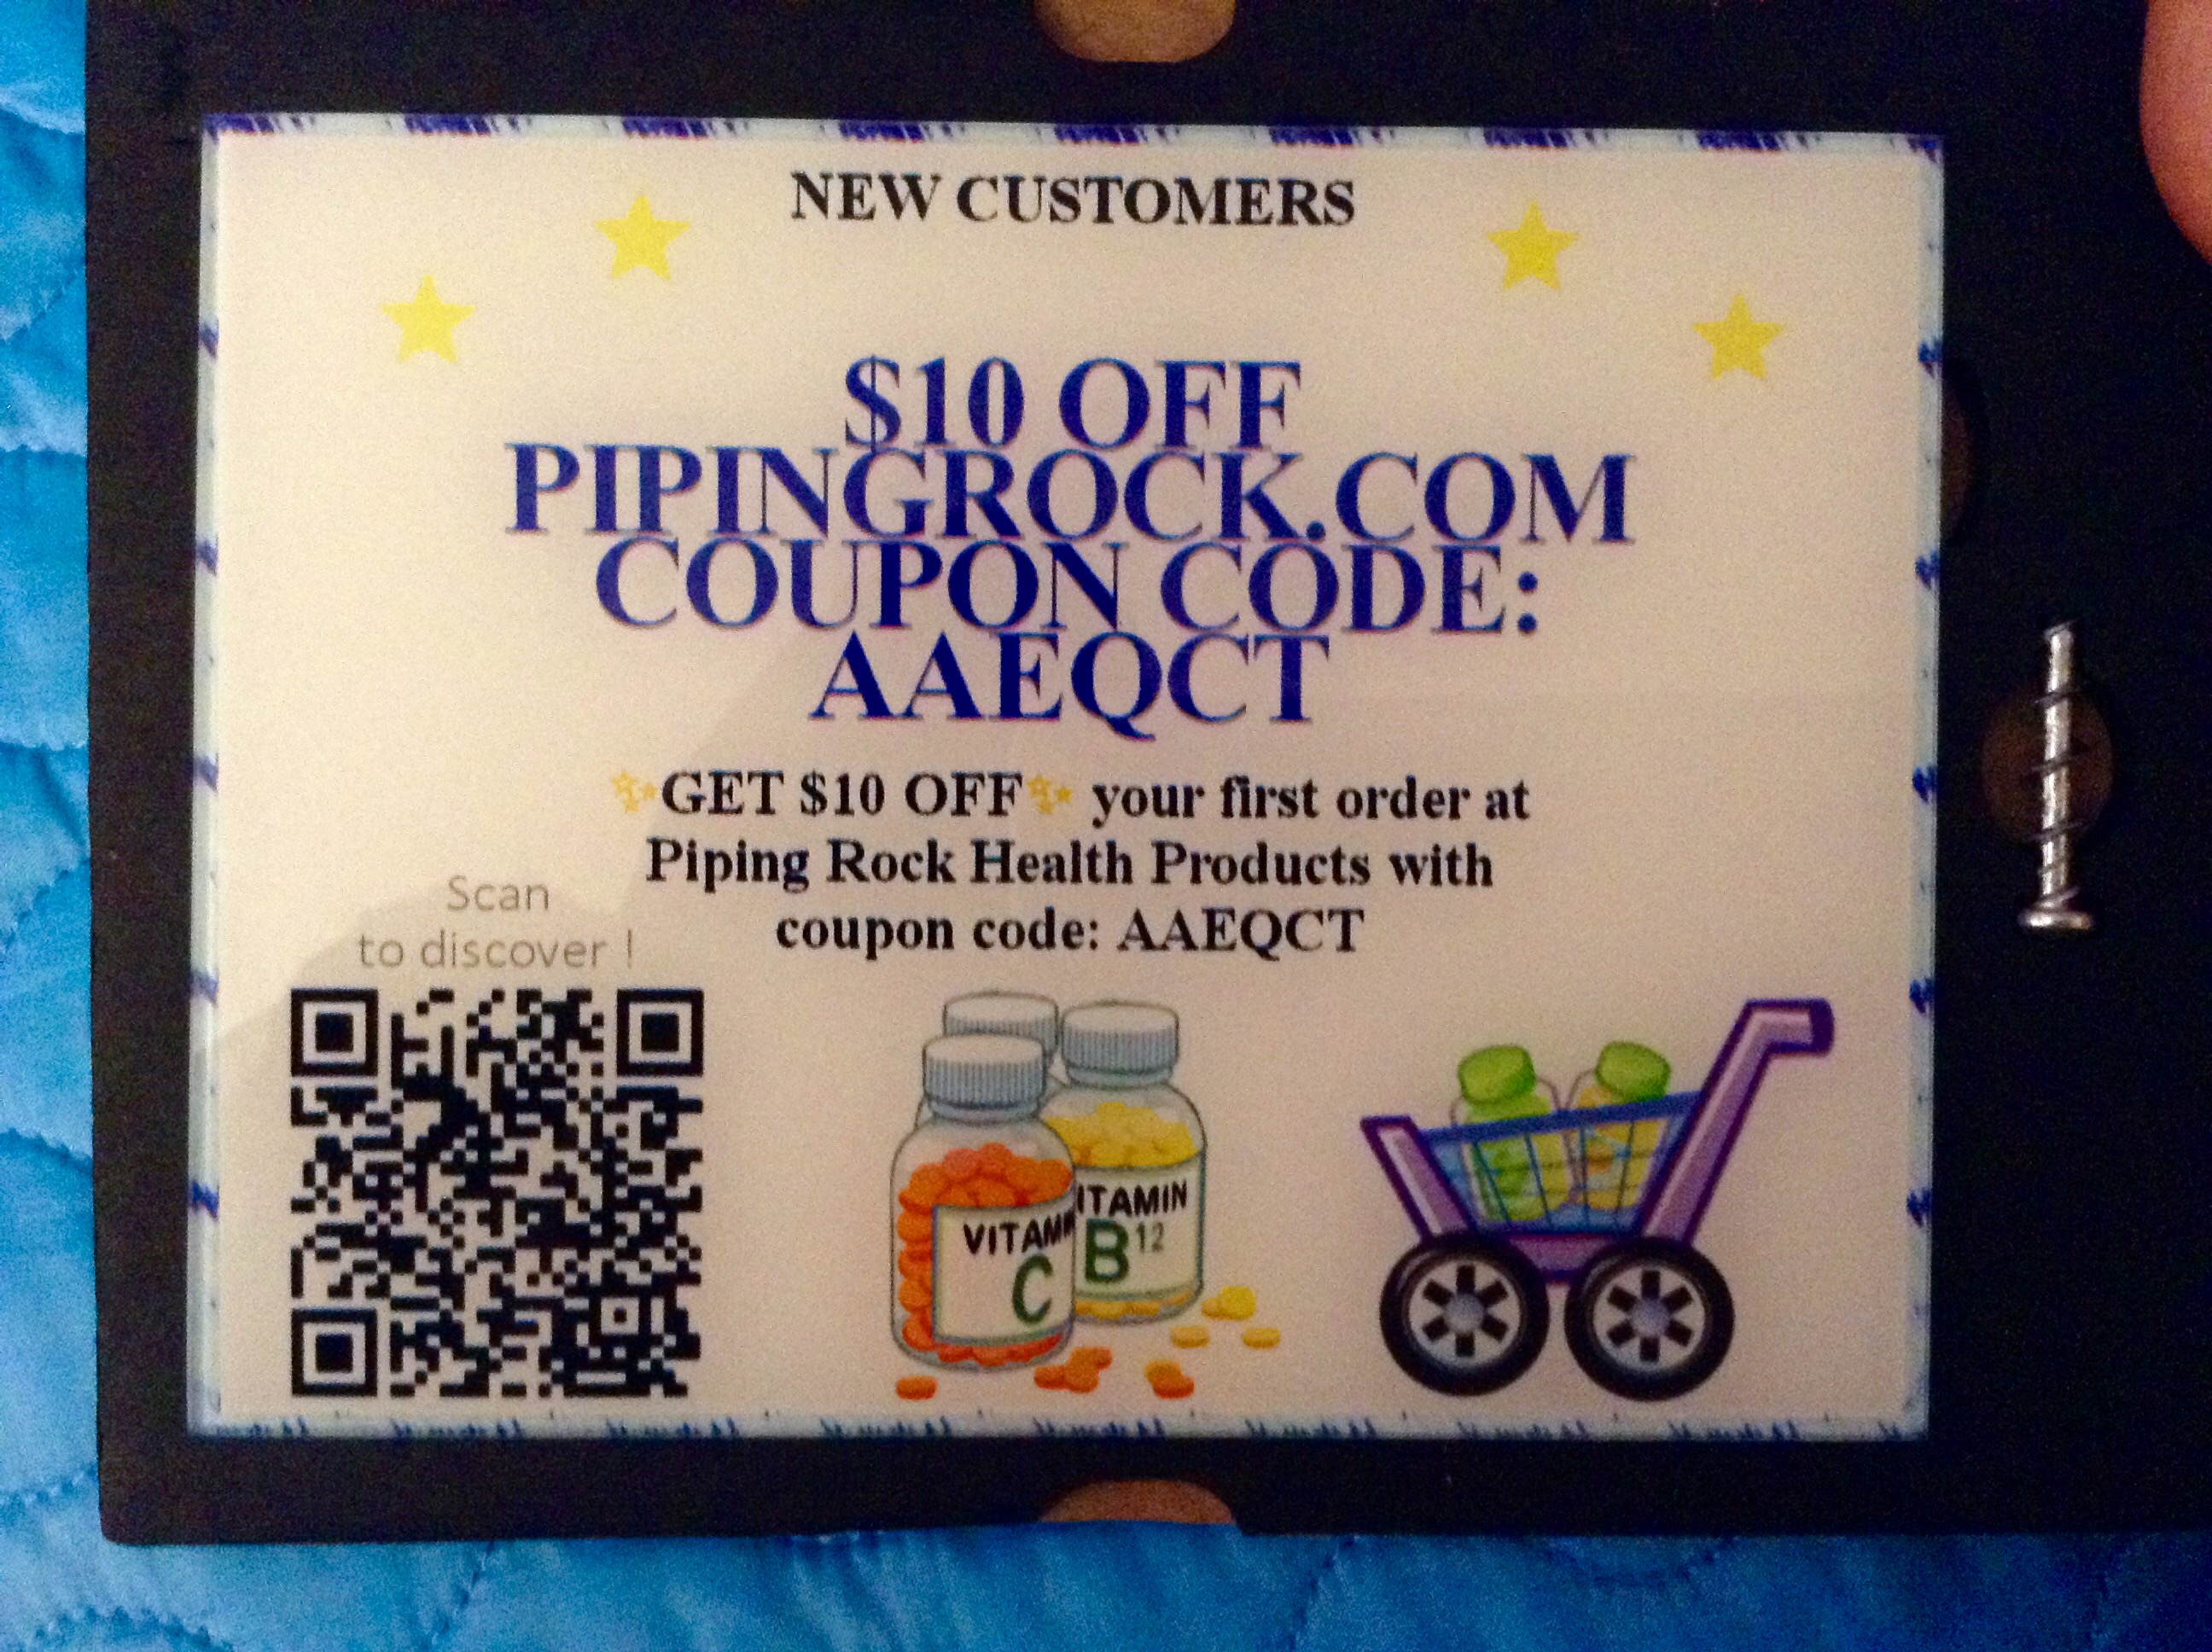 NEW CUSTOMERS
$10 OFF
PIPINGROCK.COM
COUPON CODE:
AAEQCT
✨GET $10 OFF✨ your first order at
Piping Rock Health Products with
coupon code: AAEQCT
Scan
to discover !
VITAMIN
C
ITAMIN
B12